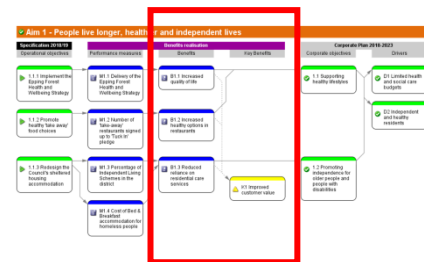 Aim 1 - People live longer, healthier and independent lives
Specification 2018/19
Benefits realisation
Corporate Plan 2018-2023
Operational objectives
Performance measures
Benefits
Key Benefits
Corporate objectives
Drivers
1.1.1 Implement the
Epping Forest
Health and
Wellbeing Strategy
M1.1 Delivery of the
Epping Forest
Health and
Wellbeing Strategy
B1.1 Increased
quality of life
1.1 Supporting
healthy lifestyles
D1 Limited health
and social care
budgets
1.1.2 Promote
healthy Take away/
food choices
M1.2 Number of
Take-away/
restaurants signed
up to 'Tuck In'
pledge
B1.2 Increased
healthy options in
restaurants
D2 Independent
and healthy
residents
1.1.3 Redesign the
Council's sheltered
housing
accommodation
M1.3 Percentage of
Independent Living
Schemes in the
district
B1.3 Reduced
reliance on
residential care
services
K1 Improved
customer value
1.2 Promoting
independence for
older people and
people with
disabilities
M1.4 Cost of Bed &
Breakfast
accommodation for
homeless people